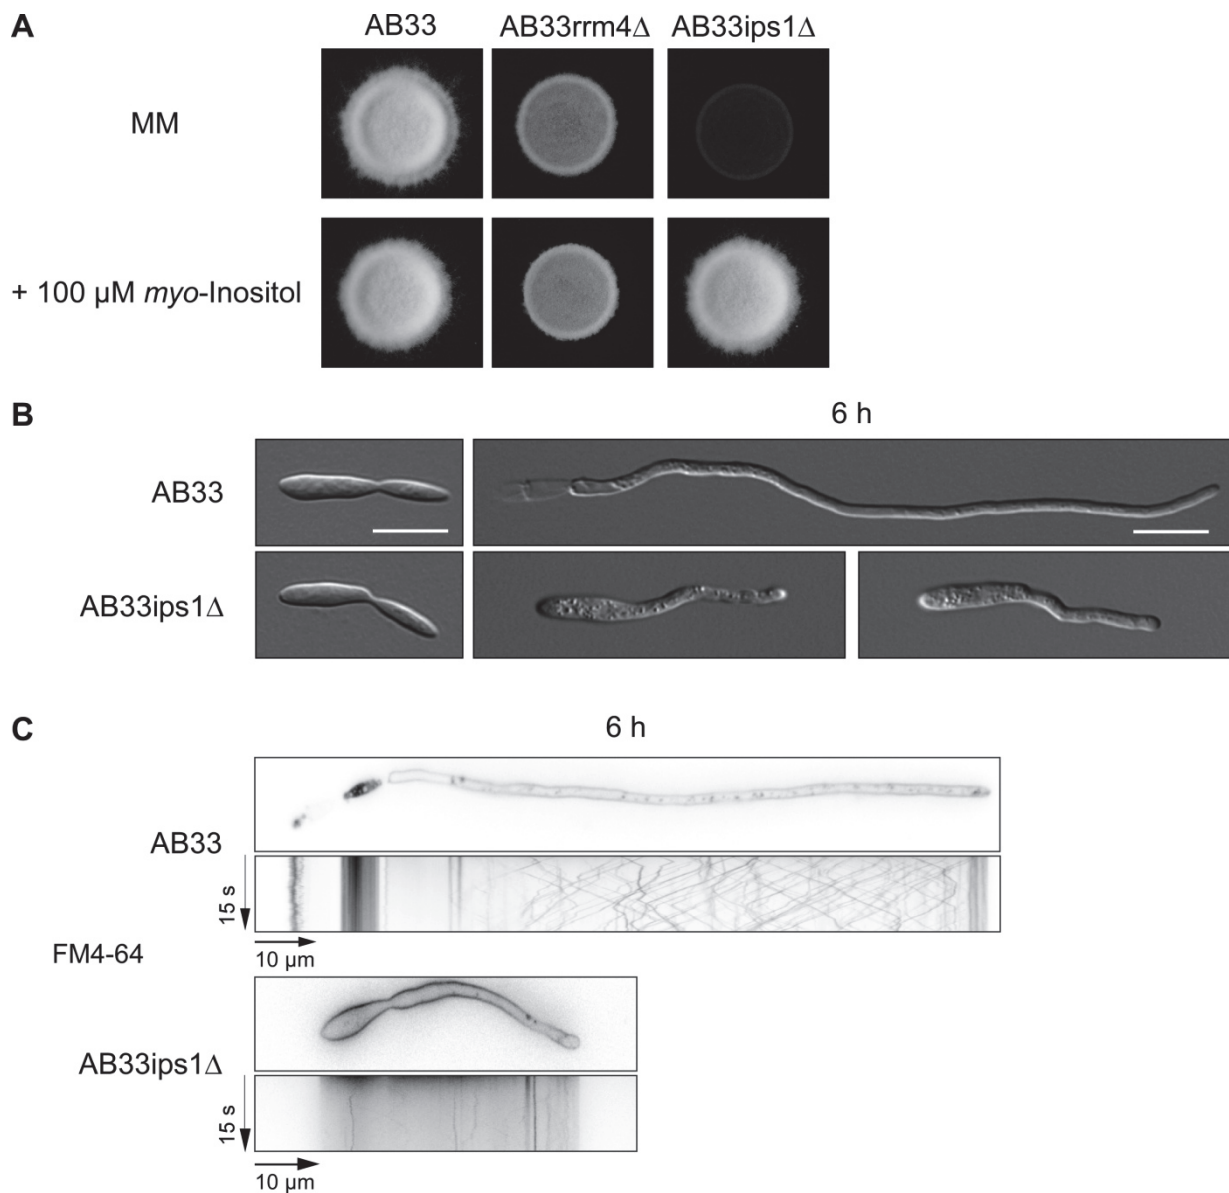 A
AB33 AB33rrm4Δ AB33ips1Δ
MM
+ 100 µM myo-Inositol
B
6 h
AB33
AB33ips1Δ
C
6 h
AB33
15 s
10 µm
FM4-64
AB33ips1Δ
15 s
10 µm